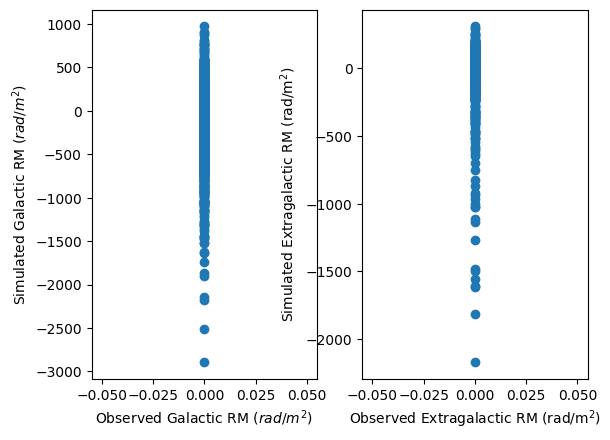 1000
500
0
−500
−1000
−1500
−2000
−2500
−3000
Simulated Galactic RM (rad/m²)
−0.050 −0.025 0.000 0.025 0.050
Observed Galactic RM (rad/m²)
0
−500
−1000
−1500
−2000
Simulated Extragalactic RM (rad/m²)
−0.050 −0.025 0.000 0.025 0.050
Observed Extragalactic RM (rad/m²)